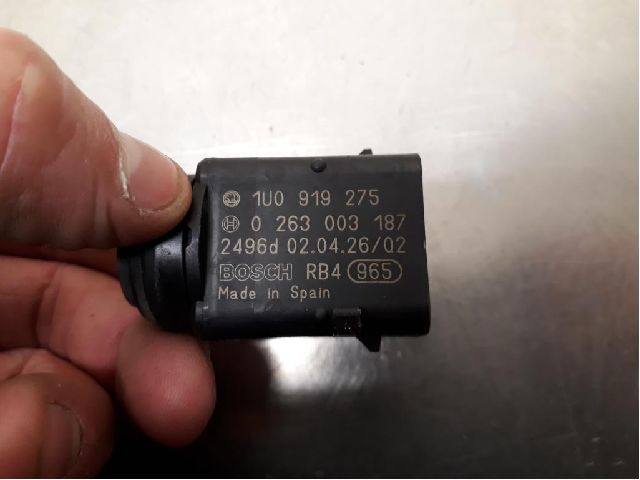 1U0 919 275
0 263 003 187
2496d 02.04.26/02
BOSCH RB4 965
Made in Spain